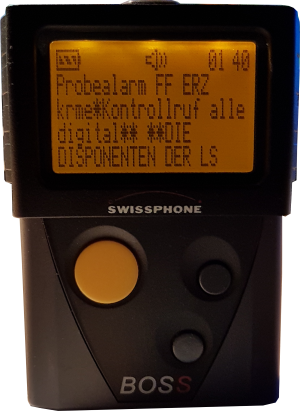 01 40
Probealarm FF ERZ
krme*Kontrollruf alle
digital** **DIE
DISPONENTEN DER LS
SWISSPHONE
BOSS